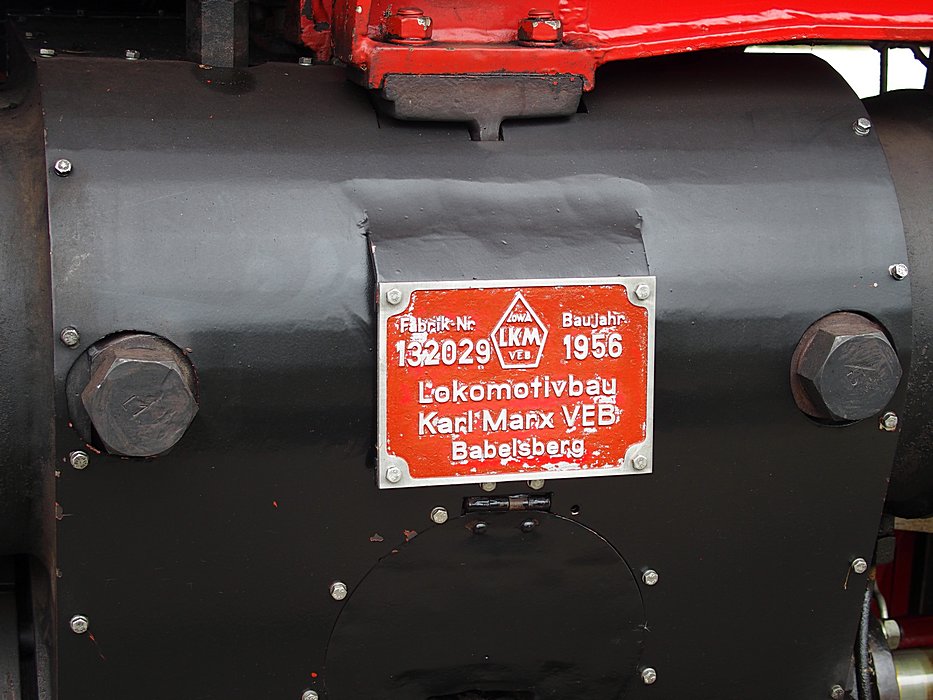 Fabrik-Nr.
132029
LOWA
LKM
VEB
Baujahr
1956
Lokomotivbau
Karl Marx VEB
Babelsberg